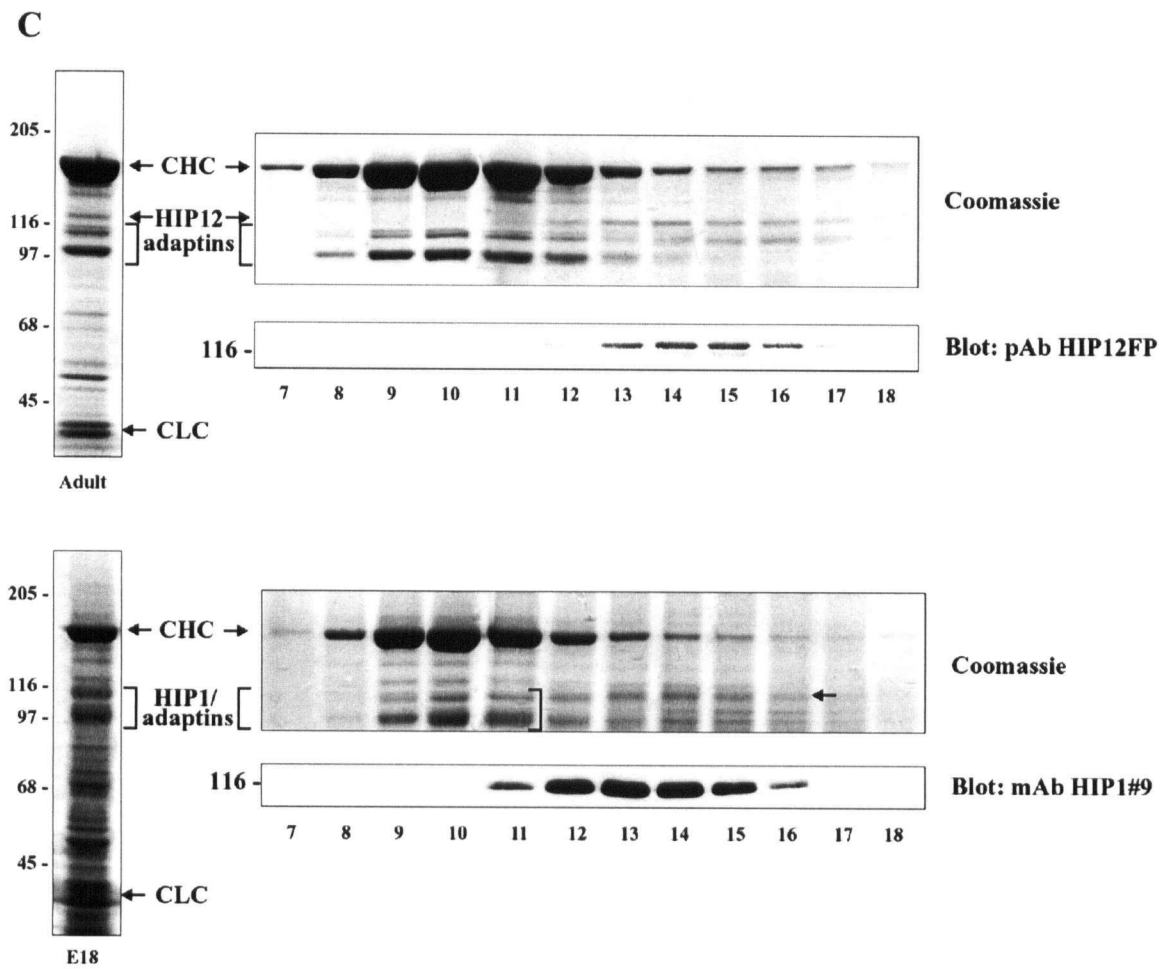 C
205 -
116 -
97 -
68 -
45 -
← CHC →
← HIP12 →
adaptins
← CLC
Adult
Coomassie
116 -
Blot: pAb HIP12FP
7 8 9 10 11 12 13 14 15 16 17 18
205 -
116 -
97 -
68 -
45 -
← CHC →
HIP1/
adaptins
← CLC
E18
Coomassie
116 -
Blot: mAb HIP1#9
7 8 9 10 11 12 13 14 15 16 17 18